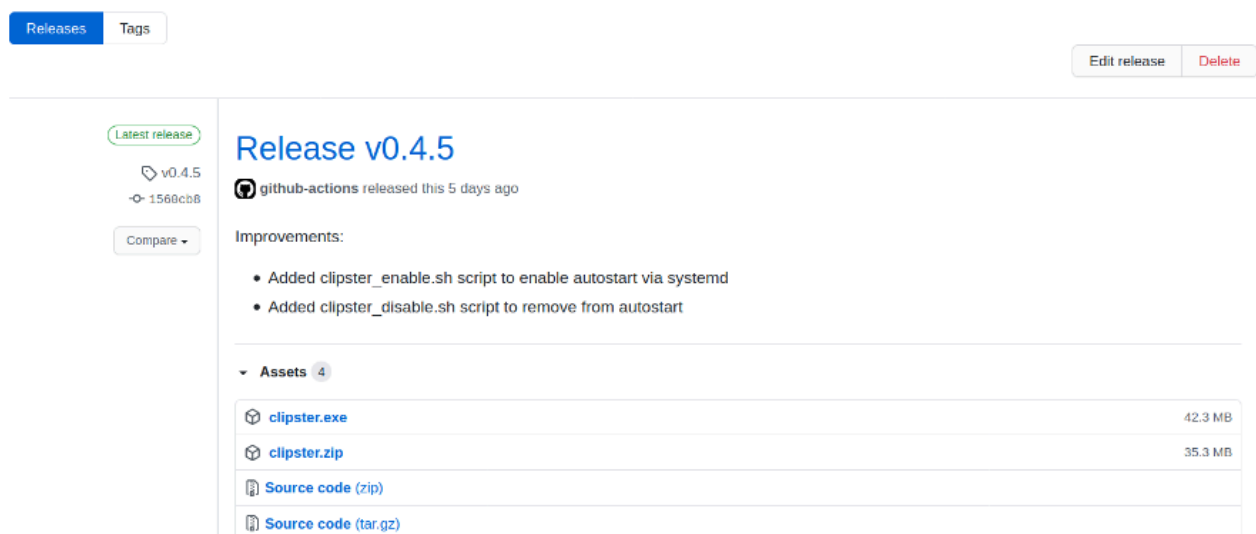 Releases Tags
Edit release Delete
Latest release
v0.4.5
1560cb8
Compare
Release v0.4.5
github-actions released this 5 days ago
Improvements:
• Added clipster_enable.sh script to enable autostart via systemd
• Added clipster_disable.sh script to remove from autostart
Assets 4
clipster.exe 42.3 MB
clipster.zip 35.3 MB
Source code (zip)
Source code (tar.gz)